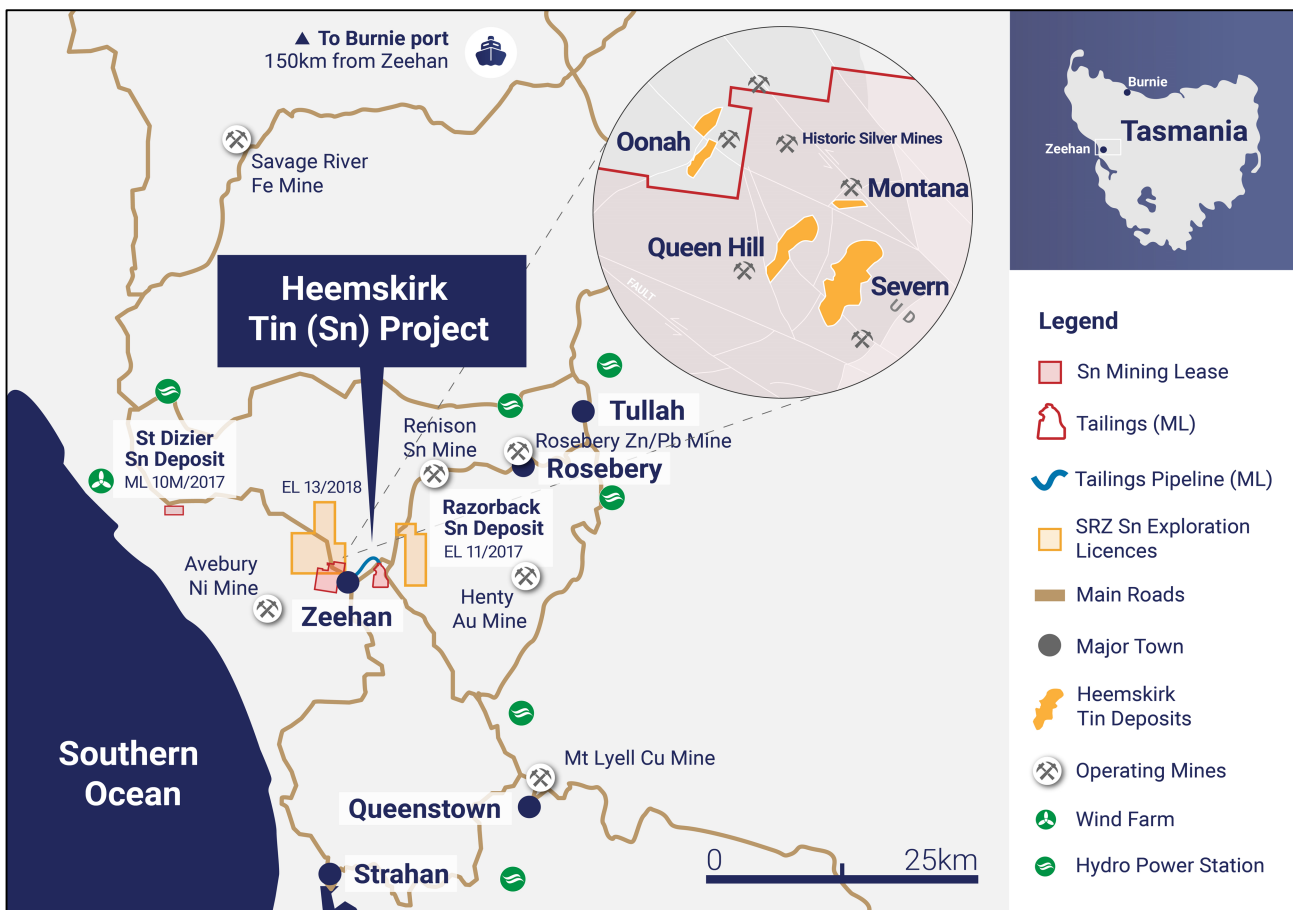 ▲ To Burnie port
150km from Zeehan
Savage River
Fe Mine
Heemskirk
Tin (Sn) Project
Oonah
Historic Silver Mines
Montana
Queen Hill
Severn
FAULT
U D
Burnie
Tasmania
Zeehan
St Dizier
Sn Deposit
ML 10M/2017
EL 13/2018
Renison
Sn Mine
Tullah
Rosebery Zn/Pb Mine
Rosebery
Razorback
Sn Deposit
EL 11/2017
Avebury
Ni Mine
Zeehan
Henty
Au Mine
Southern
Ocean
Mt Lyell Cu Mine
Queenstown
Strahan
0 25km
Legend
Sn Mining Lease
Tailings (ML)
Tailings Pipeline (ML)
SRZ Sn Exploration
Licences
Main Roads
Major Town
Heemskirk
Tin Deposits
Operating Mines
Wind Farm
Hydro Power Station